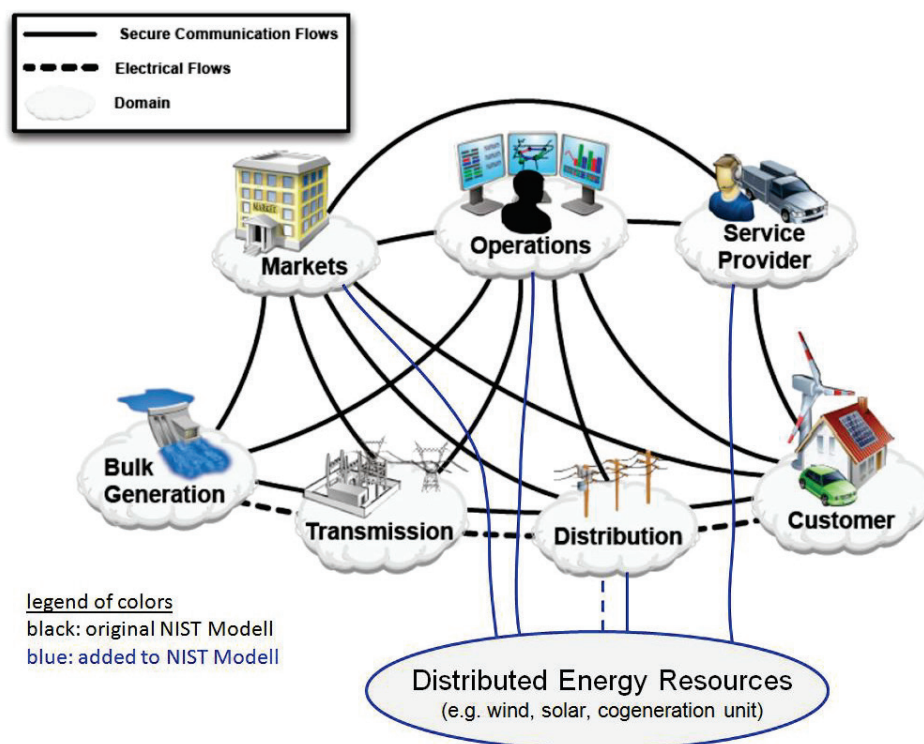 Secure Communication Flows
Electrical Flows
Domain
MARKET
Markets
Operations
Service
Provider
Bulk
Generation
Transmission
Distribution
Customer
legend of colors
black: original NIST Modell
blue: added to NIST Modell
Distributed Energy Resources
(e.g. wind, solar, cogeneration unit)